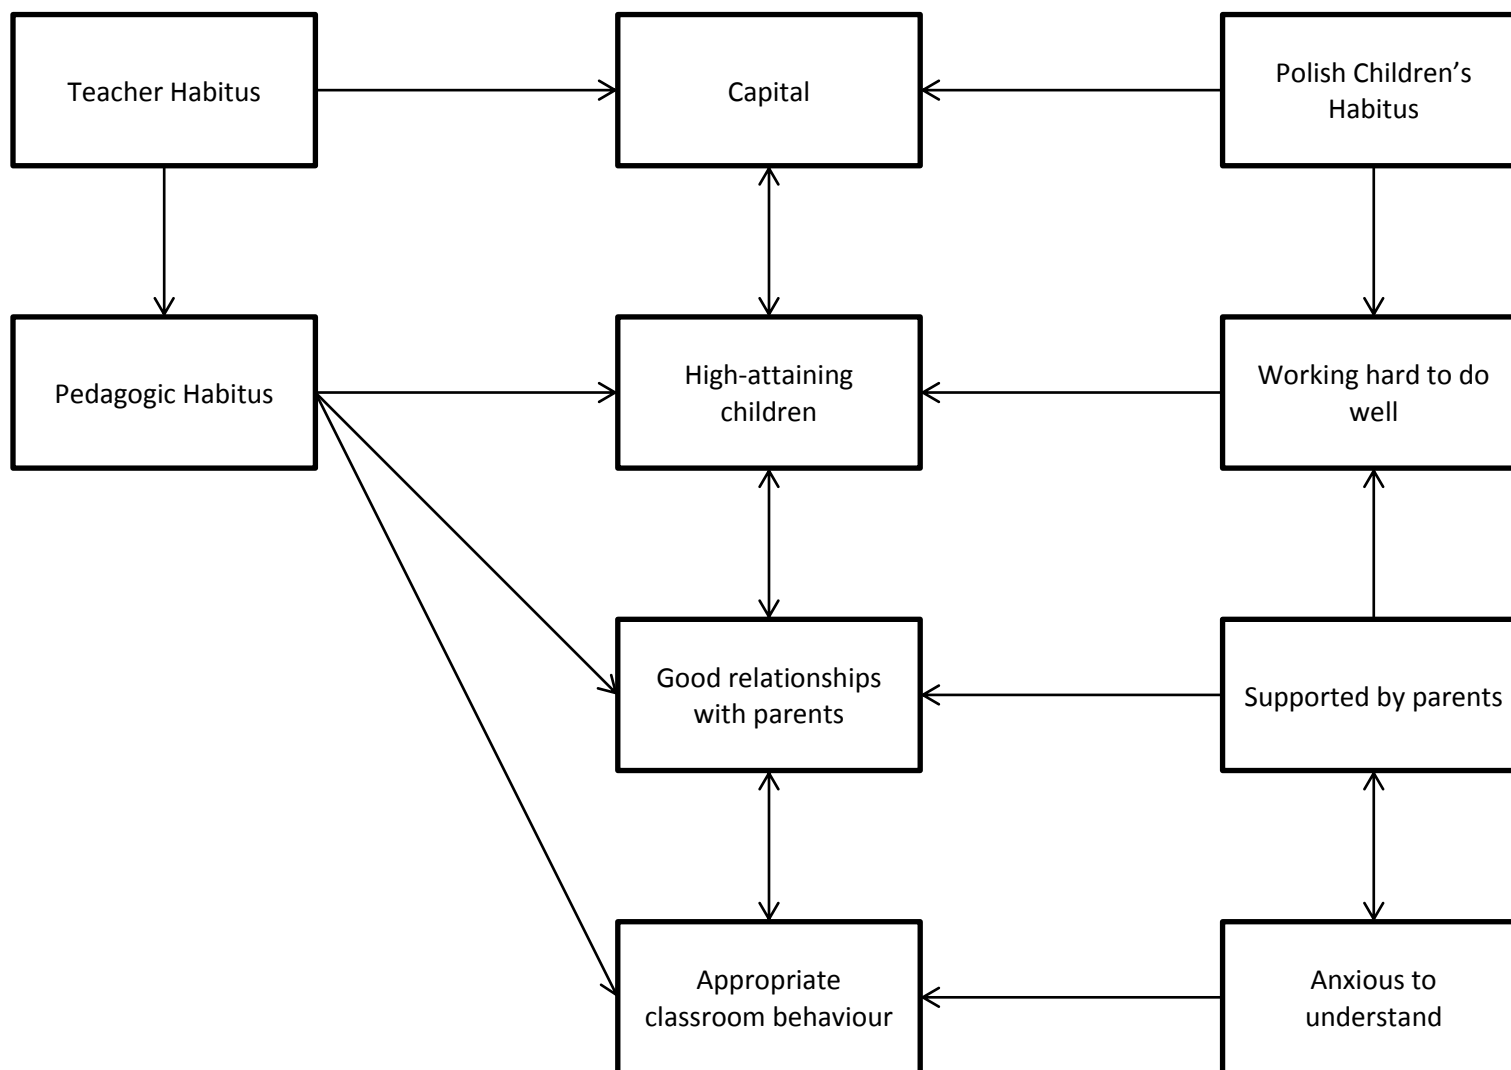 Teacher Habitus
Capital
Polish Children’s
Habitus
Pedagogic Habitus
High-attaining
children
Working hard to do
well
Good relationships
with parents
Supported by parents
Appropriate
classroom behaviour
Anxious to
understand